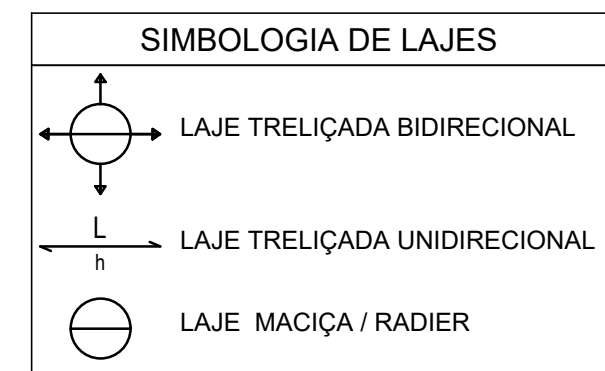 SIMBOLOGIA DE LAJES
LAJE TRELIÇADA BIDIRECIONAL
L
h
LAJE TRELIÇADA UNIDIRECIONAL
LAJE MACIÇA / RADIER